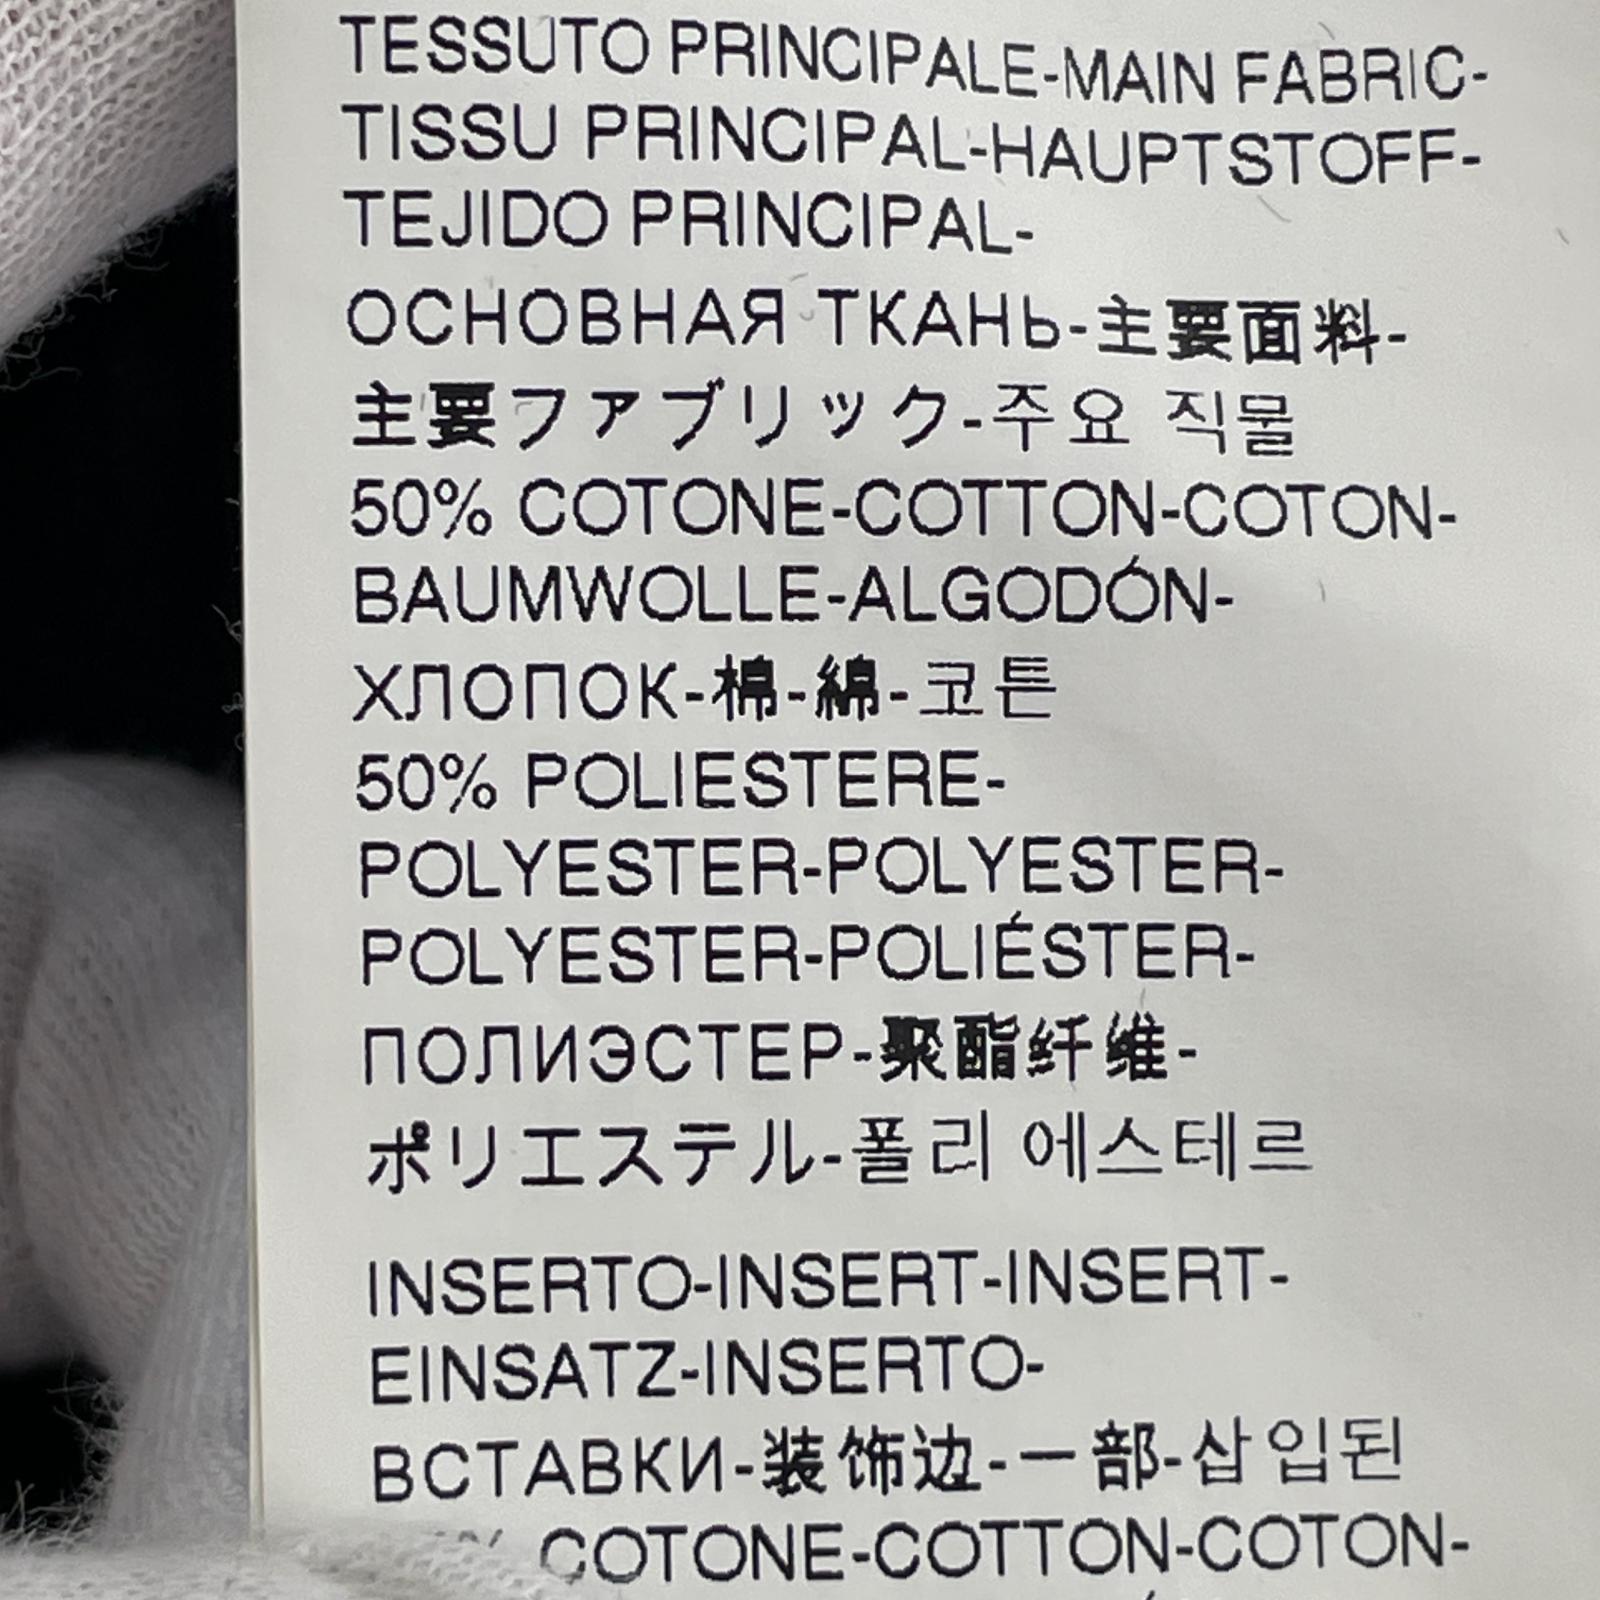 TESSUTO PRINCIPALE-MAIN FABRIC-
TISSU PRINCIPAL-HAUPTSTOFF-
TEJIDO PRINCIPAL-
ОСНОВНАЯ ТКАНЬ-主要面料-
主要ファブリック-주요 직물
50% COTONE-COTTON-COTON-
BAUMWOLLE-ALGODÓN-
ХЛОПОК-棉-綿-코튼
50% POLIESTERE-
POLYESTER-POLYESTER-
POLYESTER-POLIÉSTER-
ПОЛИЭСТЕР-聚酯纤维-
ポリエステル-폴리 에스테르
INSERTO-INSERT-INSERT-
EINSATZ-INSERTO-
ВСТАВКИ-装饰边-一部-삽입된
COTONE-COTTON-COTON-